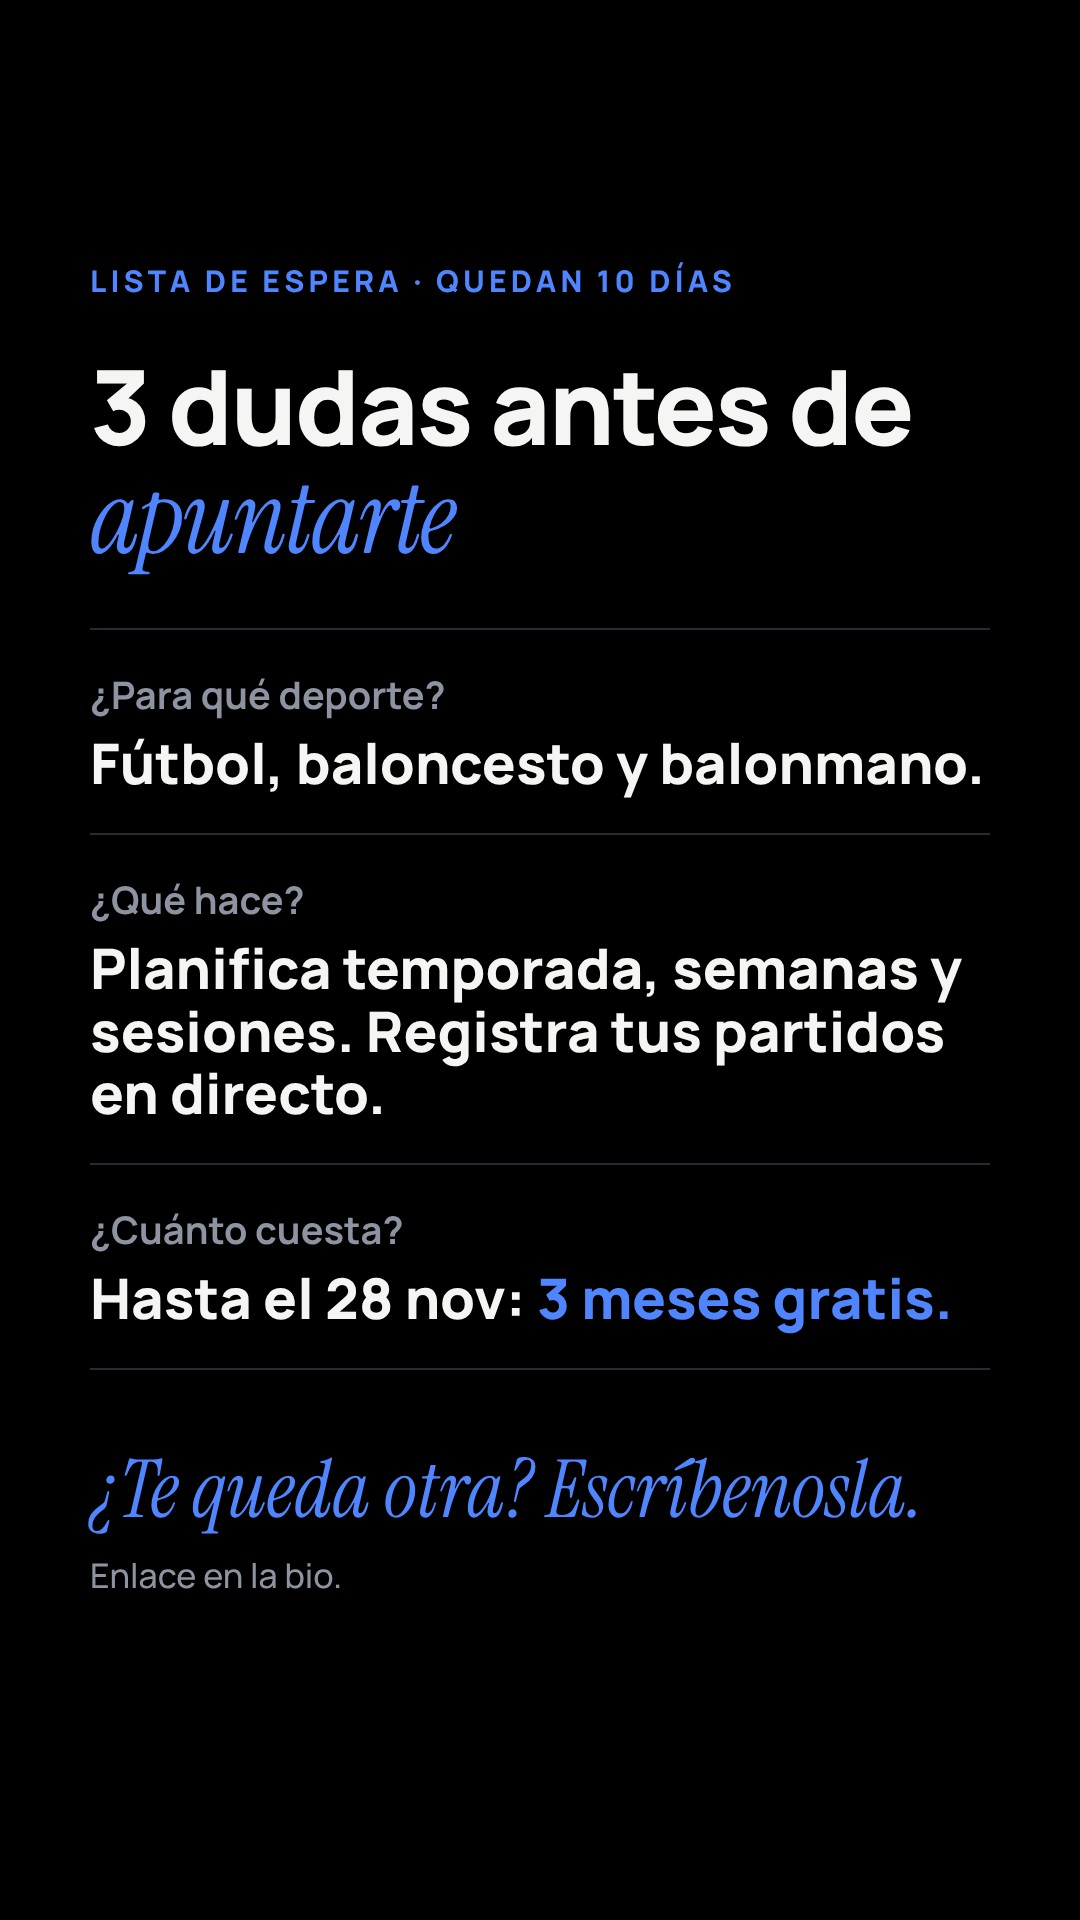 LISTA DE ESPERA · QUEDAN 10 DÍAS
3 dudas antes de
apuntarte
¿Para qué deporte?
Fútbol, baloncesto y balonmano.
¿Qué hace?
Planifica temporada, semanas y
sesiones. Registra tus partidos
en directo.
¿Cuánto cuesta?
Hasta el 28 nov: 3 meses gratis.
¿Te queda otra? Escríbenosla.
Enlace en la bio.